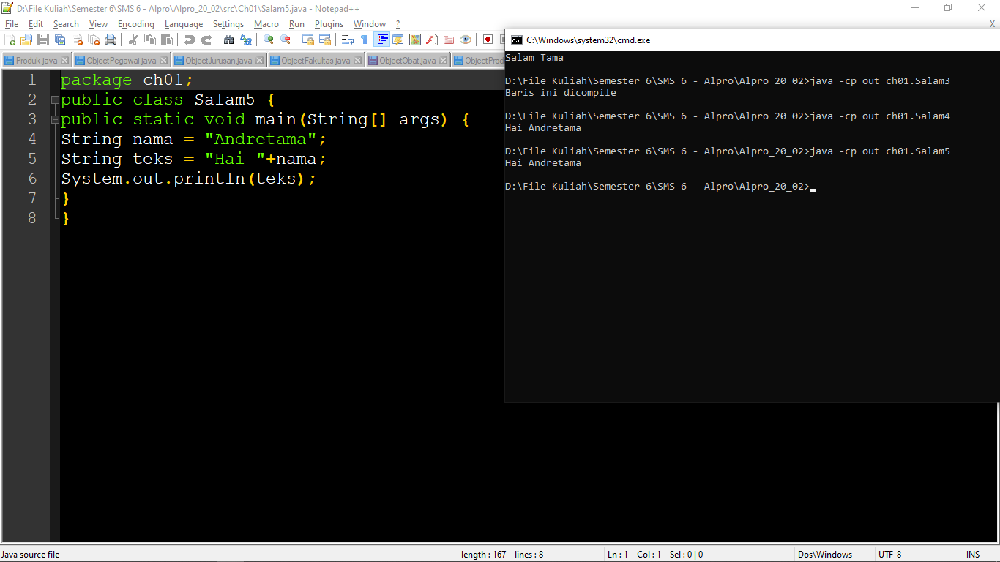 D:\File Kuliah\Semester 6\SMS 6 - Alpro\Alpro_20_02\src\Ch01\Salam5.java - Notepad++
File Edit Search View Encoding Language Settings Macro Run Plugins Window ? X
Produk.java ObjectPegawai.java ObjectJurusan.java ObjectFakultas.java ObjectObat.java ObjectProd
1 package ch01;
2 public class Salam5 {
3 public static void main(String[] args) {
4 String nama = "Andretama";
5 String teks = "Hai "+nama;
6 System.out.println(teks);
7 }
8 }
C:\Windows\system32\cmd.exe
Salam Tama
D:\File Kuliah\Semester 6\SMS 6 - Alpro\Alpro_20_02>java -cp out ch01.Salam3
Baris ini dicompile
D:\File Kuliah\Semester 6\SMS 6 - Alpro\Alpro_20_02>java -cp out ch01.Salam4
Hai Andretama
D:\File Kuliah\Semester 6\SMS 6 - Alpro\Alpro_20_02>java -cp out ch01.Salam5
Hai Andretama
D:\File Kuliah\Semester 6\SMS 6 - Alpro\Alpro_20_02>
Java source file length : 167 lines : 8 Ln : 1 Col : 1 Sel : 0 | 0 Dos\Windows UTF-8 INS